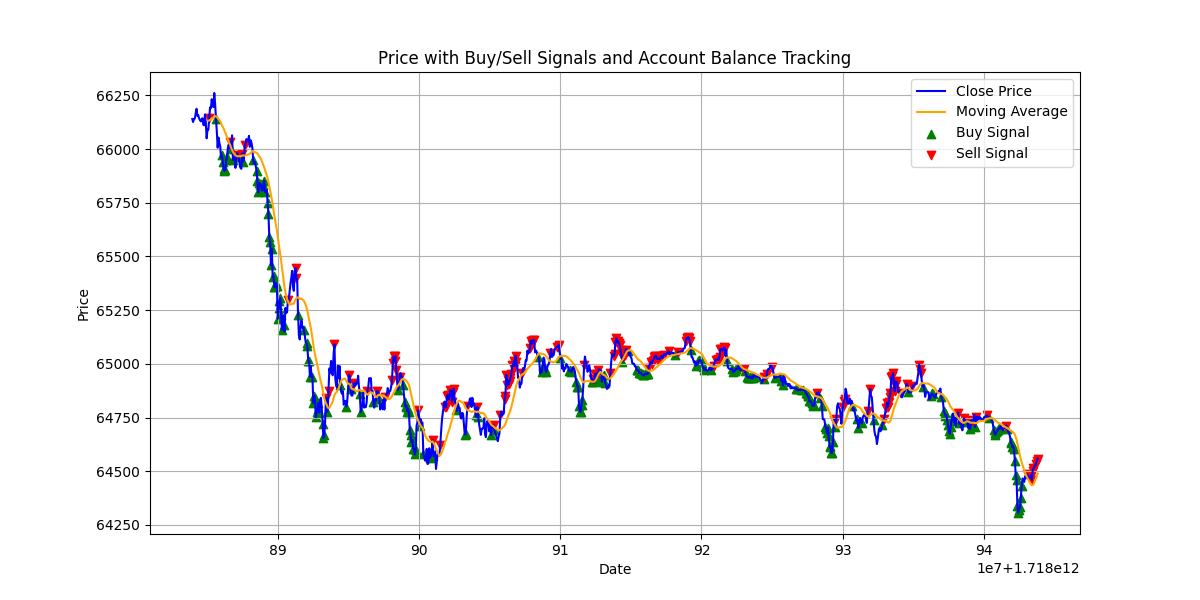 Price with Buy/Sell Signals and Account Balance Tracking
Close Price
Moving Average
Buy Signal
Sell Signal
66250
66000
65750
65500
65250
65000
64750
64500
64250
Price
89 90 91 92 93 94
Date
1e7+1.718e12